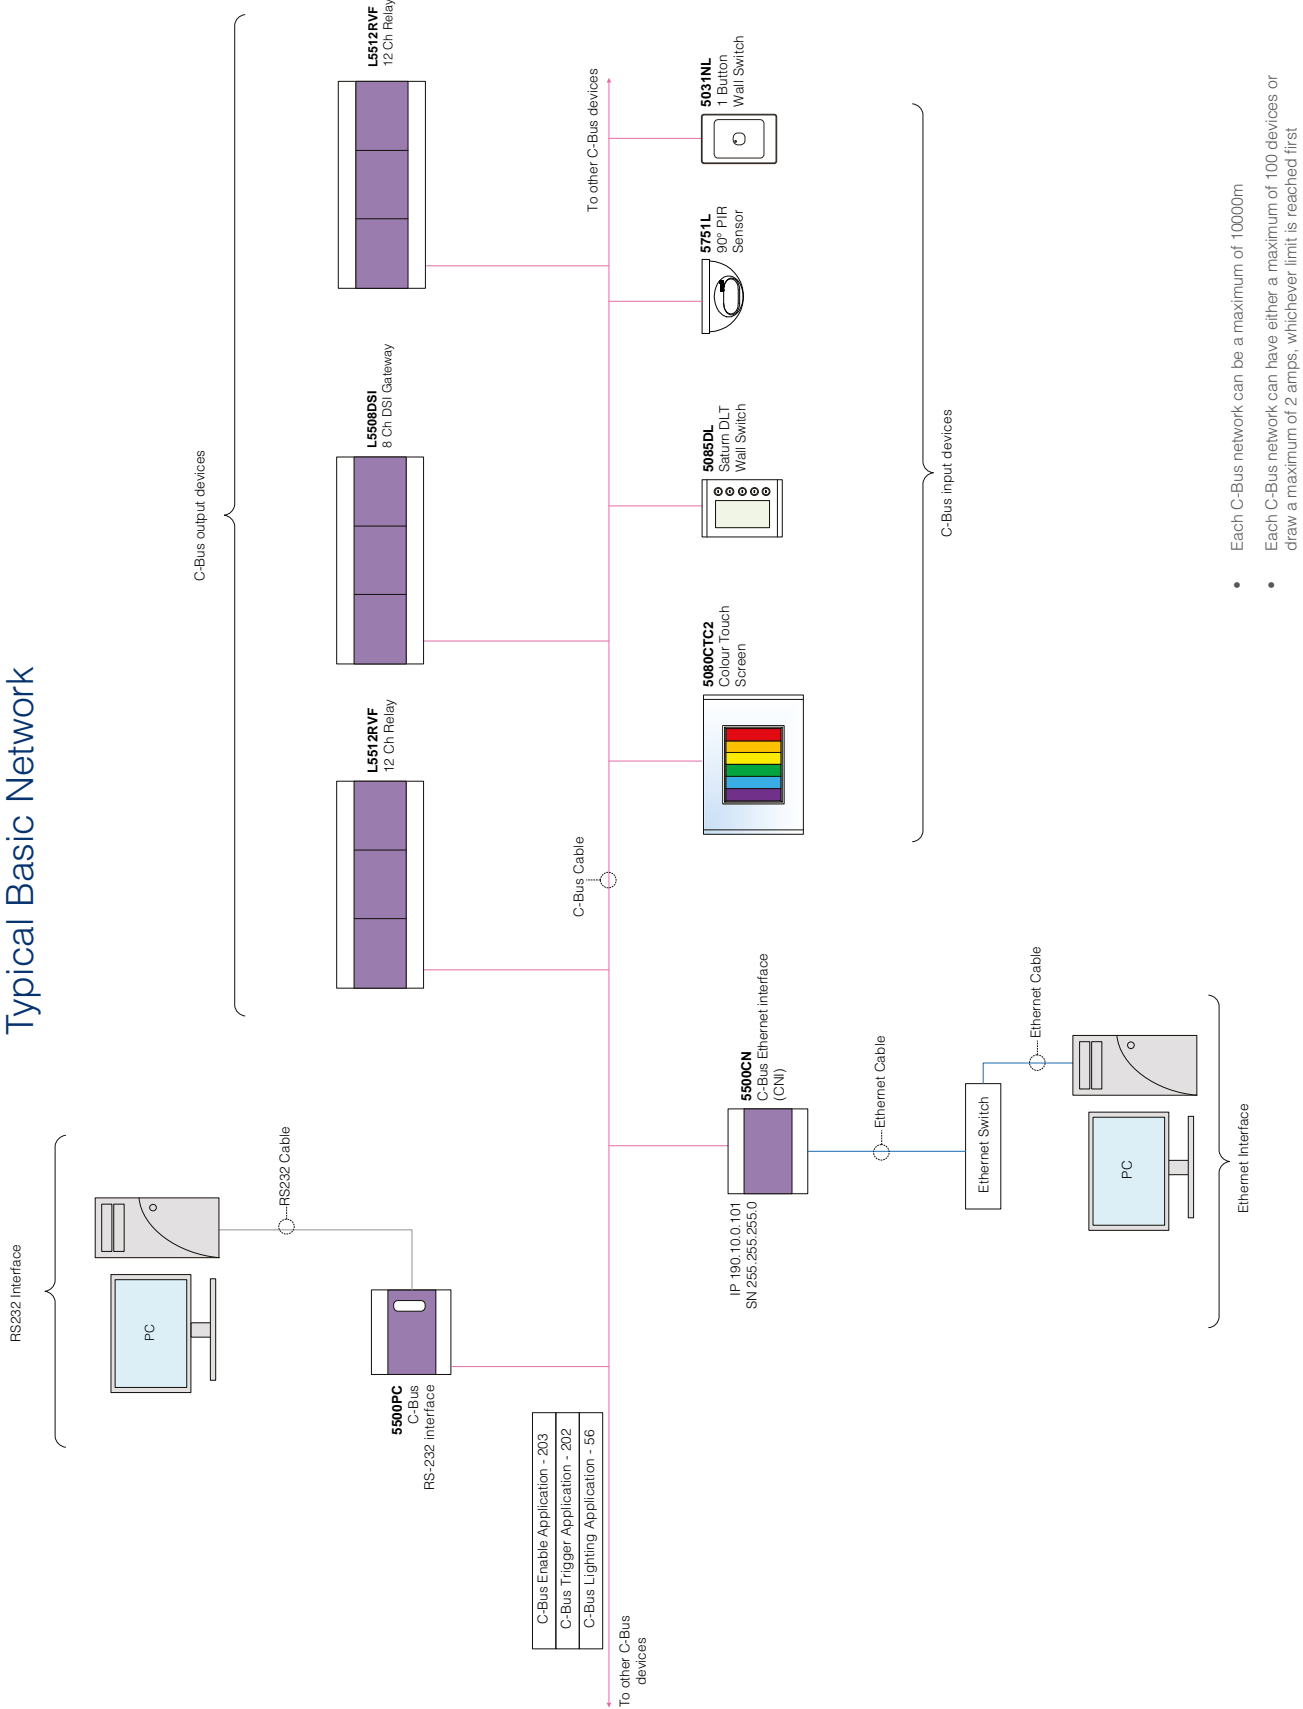 Typical Basic Network
RS232 Interface
PC
RS232 Cable
5500PC
C-Bus
RS-232 interface
C-Bus output devices
L5512RVF
12 Ch Relay
L5508DSI
8 Ch DSI Gateway
L5512RVF
12 Ch Relay
C-Bus Enable Application - 203
C-Bus Trigger Application - 202
C-Bus Lighting Application - 56
To other C-Bus
devices
C-Bus Cable
To other C-Bus devices
IP 190.10.0.101
SN 255.255.255.0
5500CN
C-Bus Ethernet interface
(CNI)
Ethernet Cable
Ethernet Switch
Ethernet Cable
PC
Ethernet Interface
5080CTC2
Colour Touch
Screen
5085DL
Saturn DLT
Wall Switch
5751L
90° PIR
Sensor
5031NL
1 Button
Wall Switch
C-Bus input devices
• Each C-Bus network can be a maximum of 10000m
• Each C-Bus network can have either a maximum of 100 devices or
draw a maximum of 2 amps, whichever limit is reached first